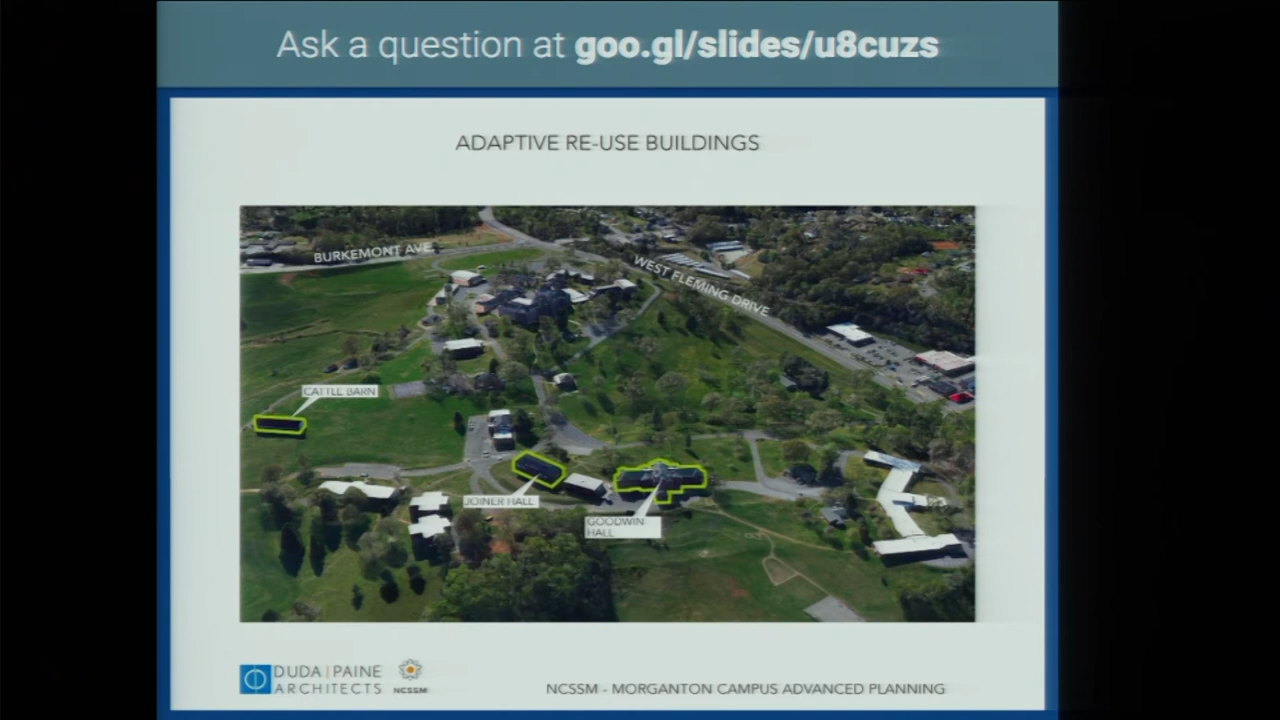 Ask a question at goo.gl/slides/u8cuzs
ADAPTIVE RE-USE BUILDINGS
BURKEMONT AVE.
WEST FLEMING DRIVE
CATTLE BARN
JOINER HALL
GOODWIN
HALL
DUDA | PAINE
ARCHITECTS
NCSSM
NCSSM - MORGANTON CAMPUS ADVANCED PLANNING